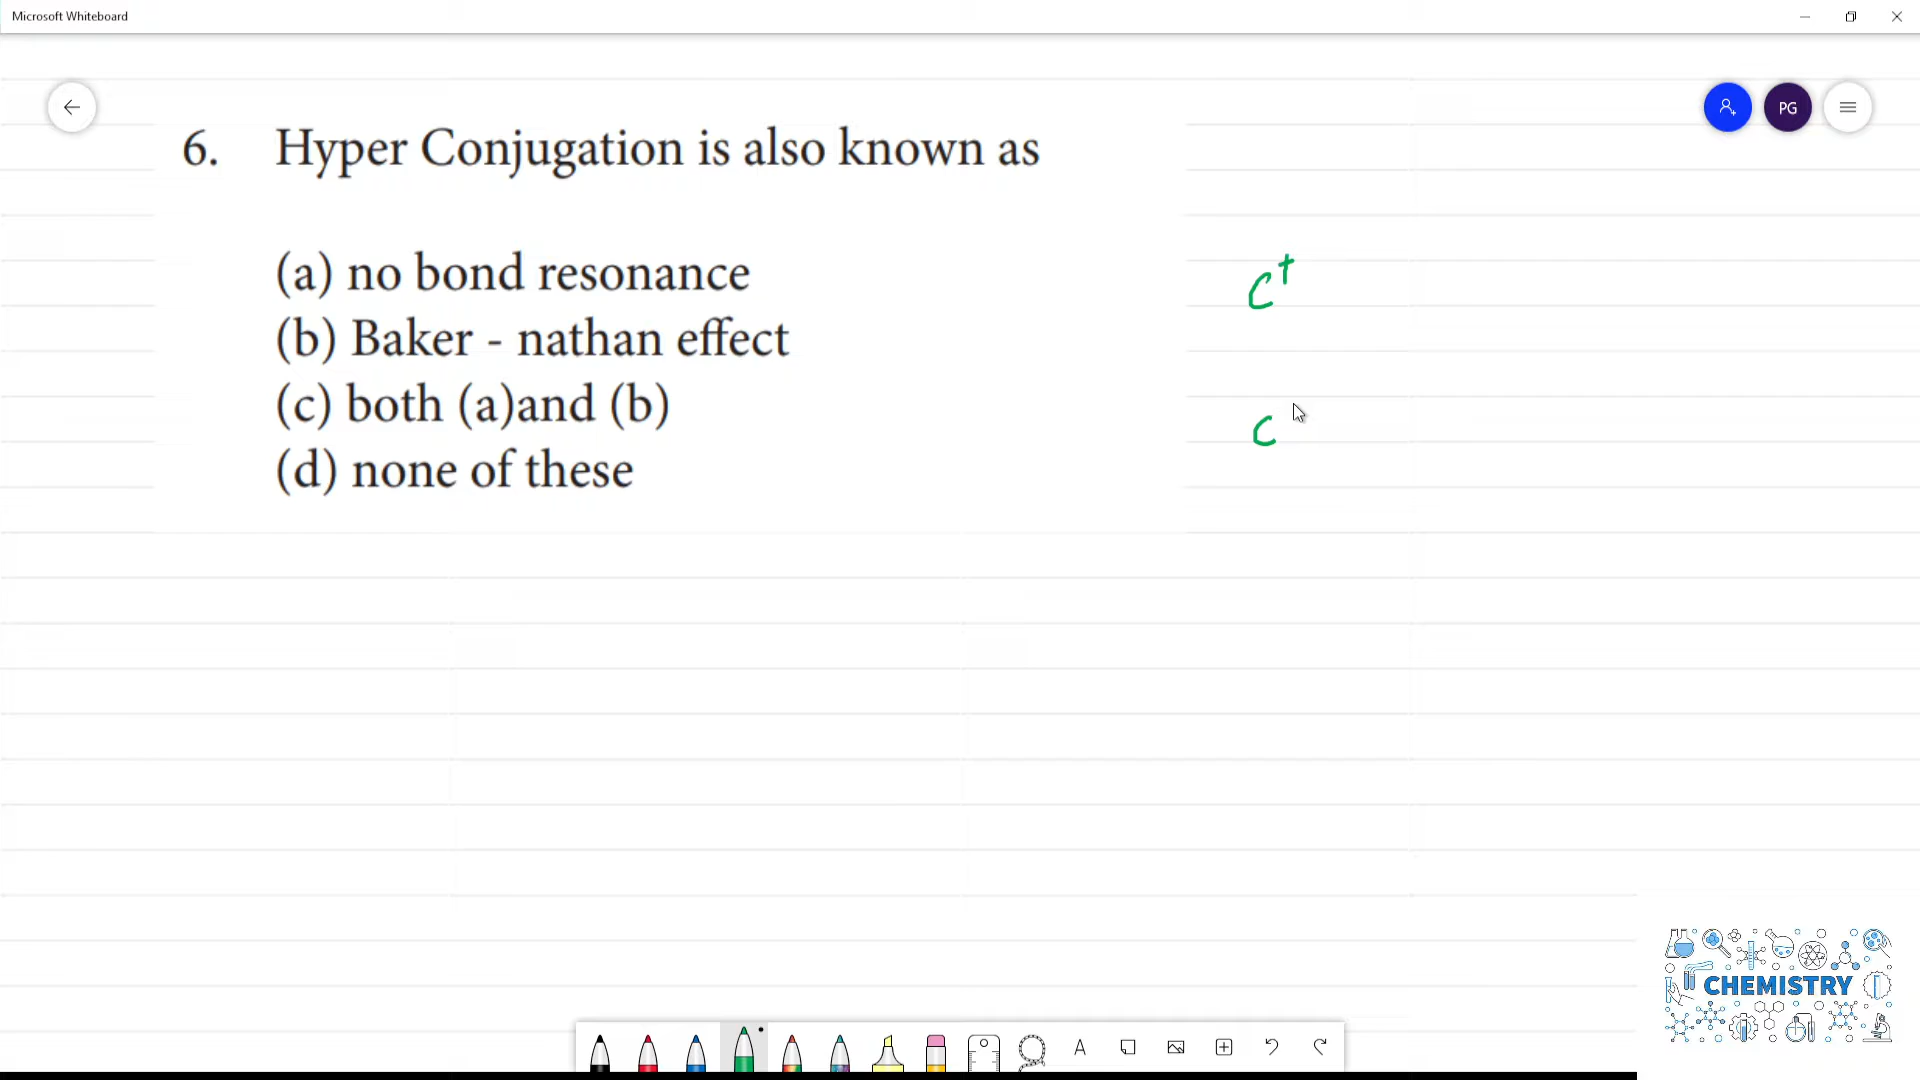 Microsoft Whiteboard
PG
6. Hyper Conjugation is also known as
(a) no bond resonance
(b) Baker - nathan effect
(c) both (a)and (b)
(d) none of these
C+
C
CHEMISTRY
A